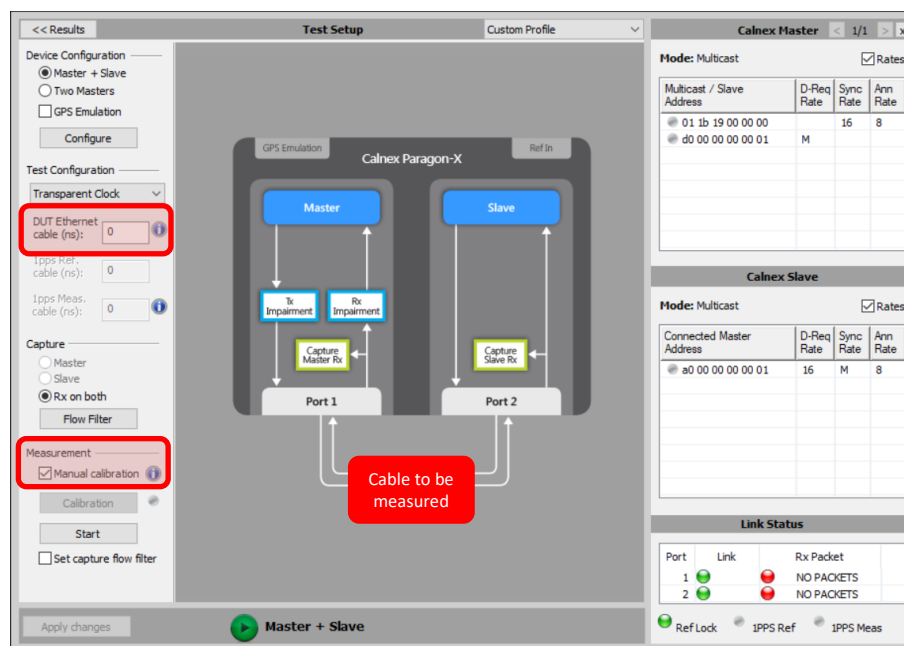 << Results
Test Setup
Custom Profile
Device Configuration
Master + Slave
Two Masters
GPS Emulation
Configure
Test Configuration
Transparent Clock
DUT Ethernet
cable (ns):
0
1pps Ref.
cable (ns):
0
1pps Meas.
cable (ns):
0
Capture
Master
Slave
Rx on both
Flow Filter
Measurement
Manual calibration
Calibration
Start
Set capture flow filter
Apply changes
GPS Emulation
Ref In
Calnex Paragon-X
Master
Slave
Tx
Impairment
Rx
Impairment
Capture
Master Rx
Capture
Slave Rx
Port 1
Port 2
Cable to be
measured
Master + Slave
Calnex Master < 1/1 > x
Mode: Multicast Rates
Multicast / Slave
Address
D-Req
Rate
Sync
Rate
Ann
Rate
01 1b 19 00 00 00 16 8
d0 00 00 00 00 01 M
Calnex Slave
Mode: Multicast Rates
Connected Master
Address
D-Req
Rate
Sync
Rate
Ann
Rate
a0 00 00 00 00 01 16 M 8
Link Status
Port Link Rx Packet
1 NO PACKETS
2 NO PACKETS
Ref Lock 1PPS Ref 1PPS Meas